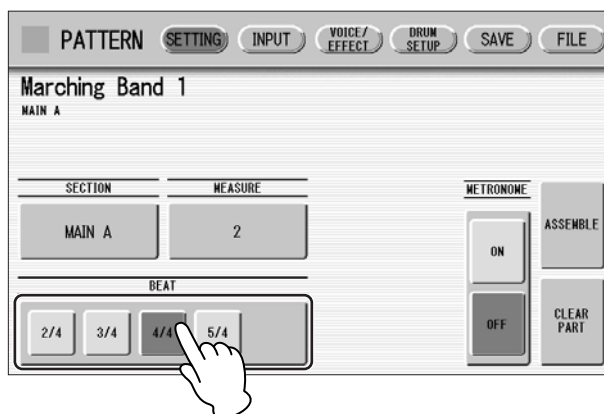 PATTERN SETTING INPUT VOICE/ EFFECT DRUM SETUP SAVE FILE
Marching Band 1
MAIN A
SECTION MEASURE METRONOME
MAIN A 2 ON ASSEMBLE
BEAT
2/4 3/4 4/4 5/4 OFF CLEAR PART